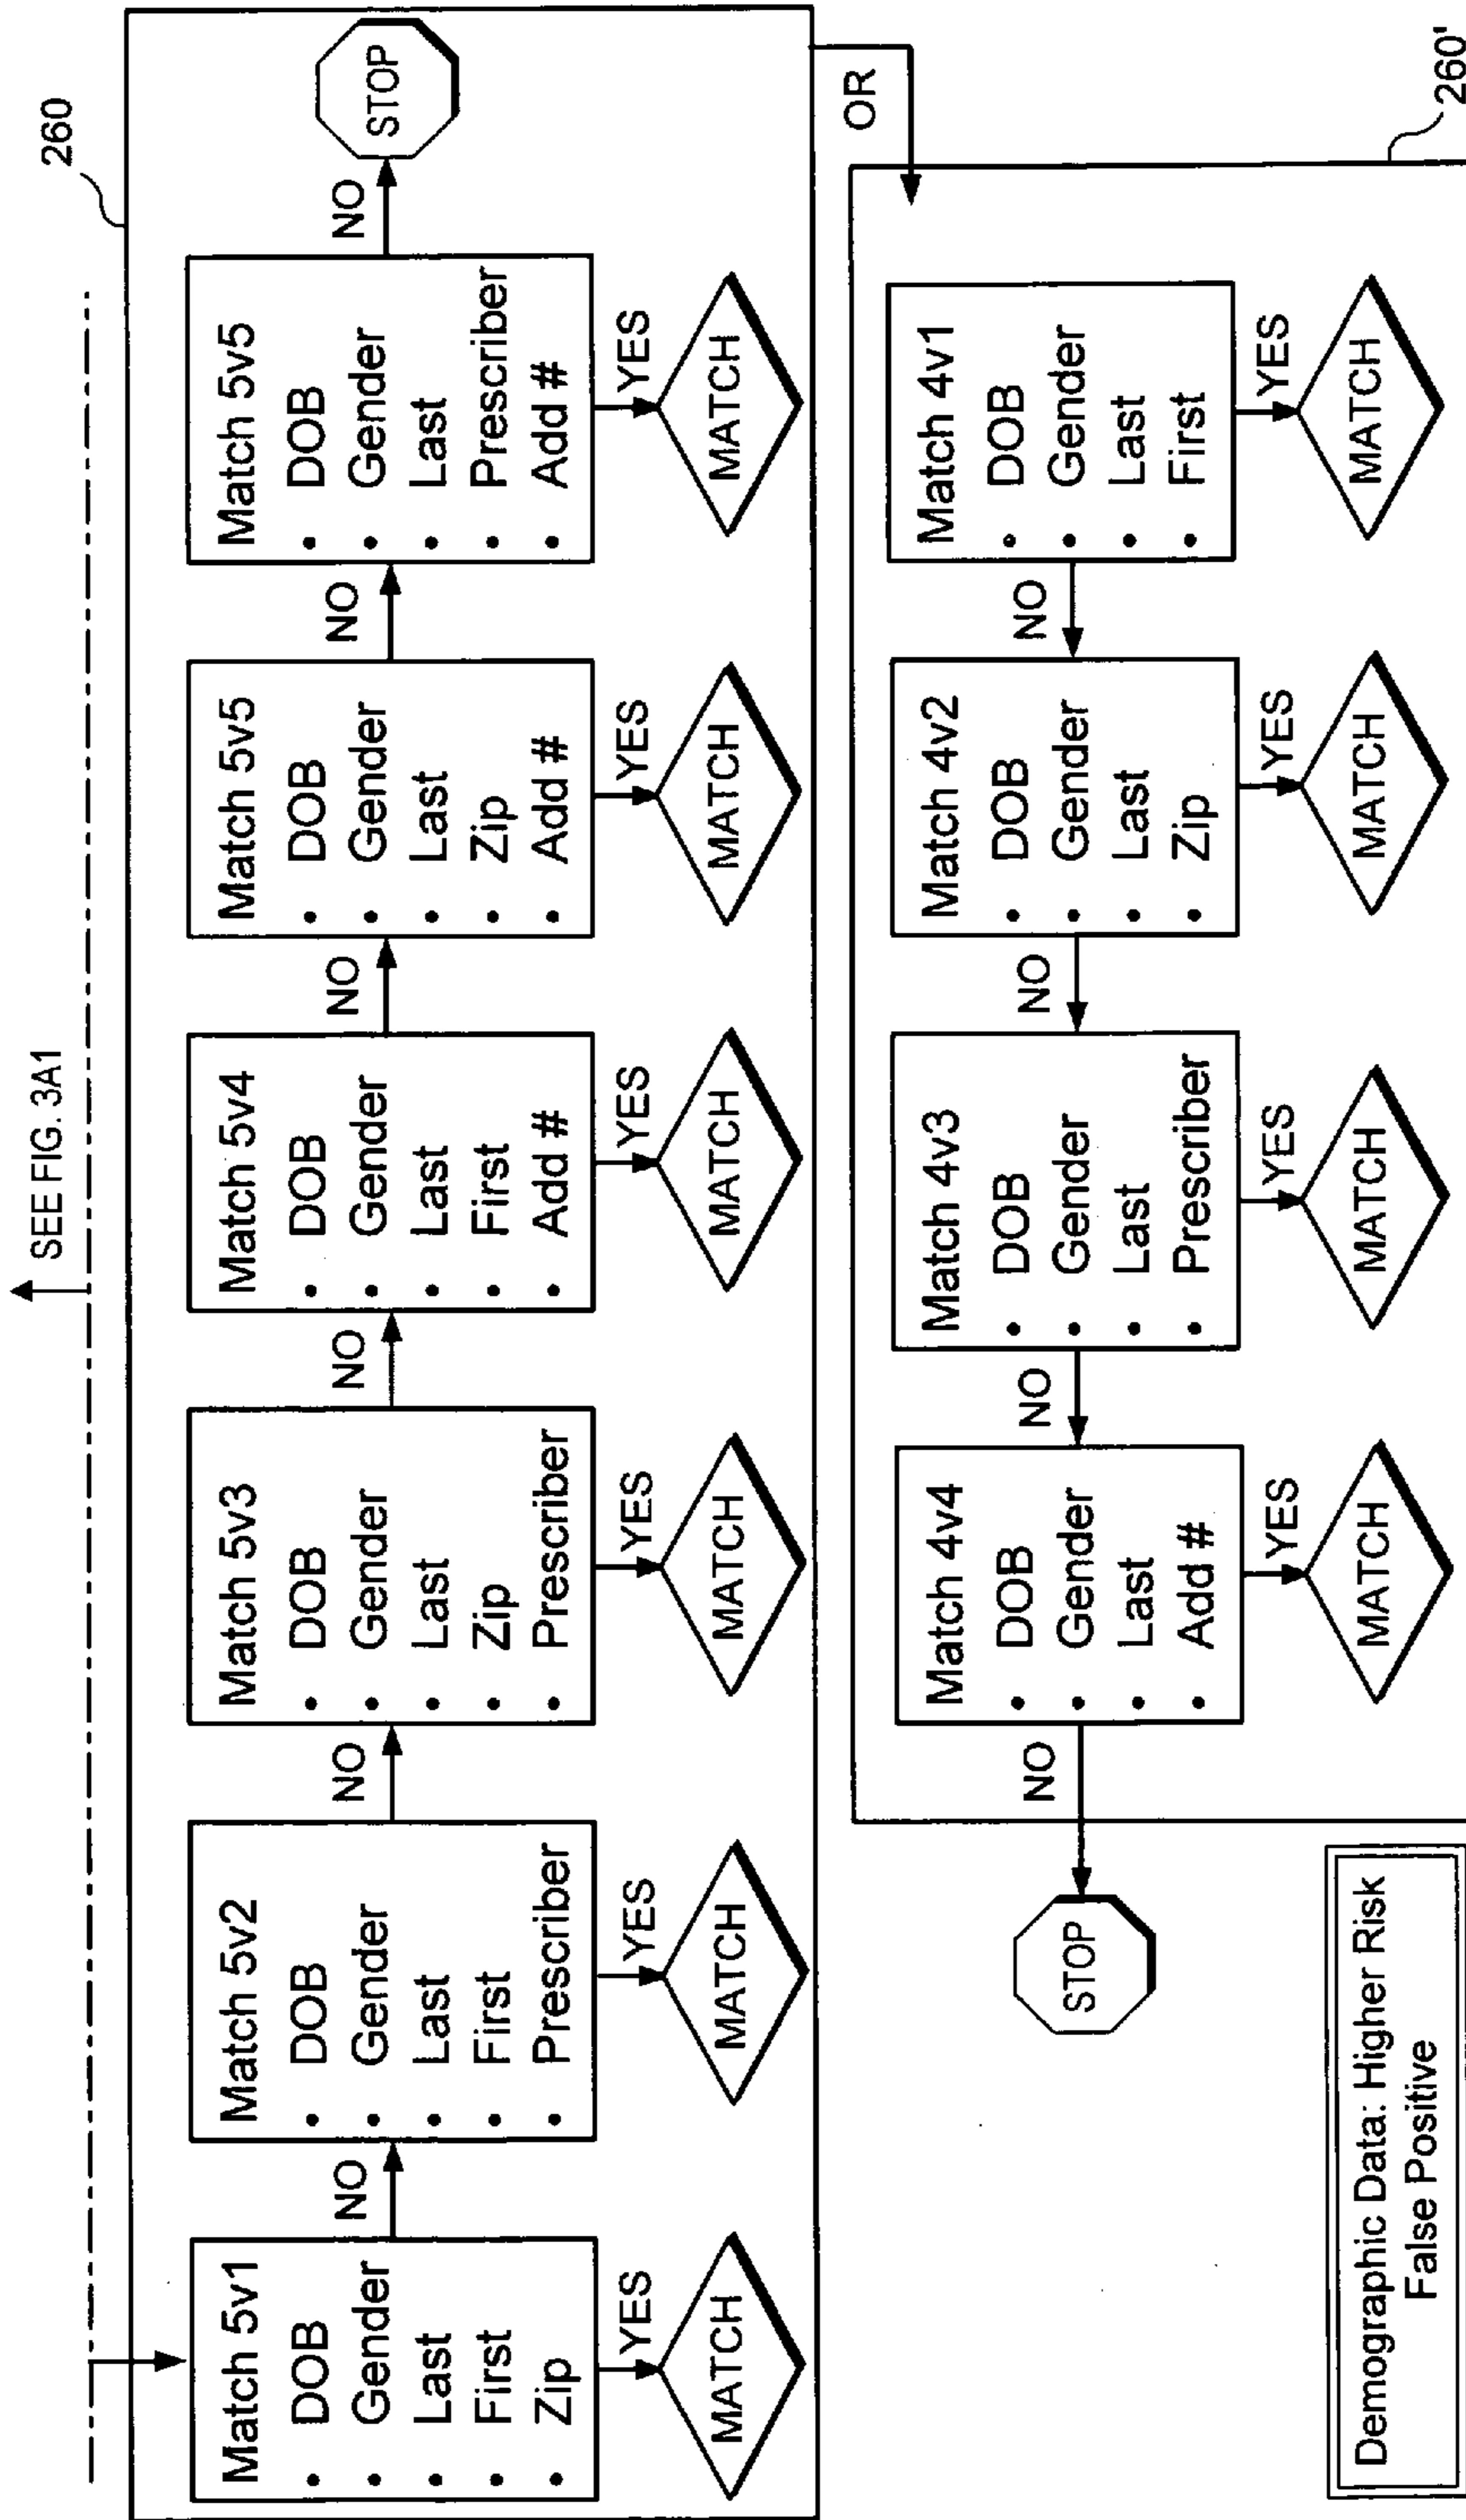 SEE FIG. 3A1
260
Match 5v1
• DOB
• Gender
• Last
• First
• Zip
YES
MATCH
NO
Match 5v2
• DOB
• Gender
• Last
• First
• Prescriber
YES
MATCH
NO
Match 5v3
• DOB
• Gender
• Last
• Zip
• Prescriber
YES
MATCH
NO
Match 5v4
• DOB
• Gender
• Last
• First
• Add #
YES
MATCH
NO
Match 5v5
• DOB
• Gender
• Last
• Zip
• Add #
YES
MATCH
NO
Match 5v5
• DOB
• Gender
• Last
• Prescriber
• Add #
YES
MATCH
NO
STOP
OR
260'
Match 4v1
• DOB
• Gender
• Last
• First
YES
MATCH
NO
Match 4v2
• DOB
• Gender
• Last
• Zip
YES
MATCH
NO
Match 4v3
• DOB
• Gender
• Last
• Prescriber
YES
MATCH
NO
Match 4v4
• DOB
• Gender
• Last
• Add #
YES
MATCH
NO
STOP
Demographic Data: Higher Risk
False Positive